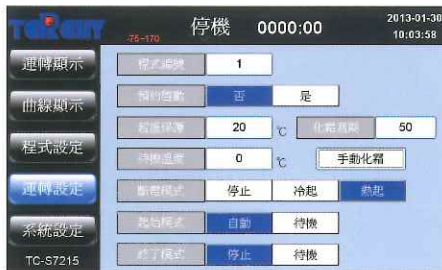 停機 0000:00 2013-01-30
-75~170 10:03:58
運轉顯示 程式編號 1
預約啟動 否 是
曲線顯示
超溫保護 20 ℃ 化霜週期 50
程式設定
待機溫度 0 ℃ 手動化霜
運轉設定 斷電模式 停止 冷起 熱起
起始模式 自動 待機
系統設定
終了模式 停止 待機
TC-S7215